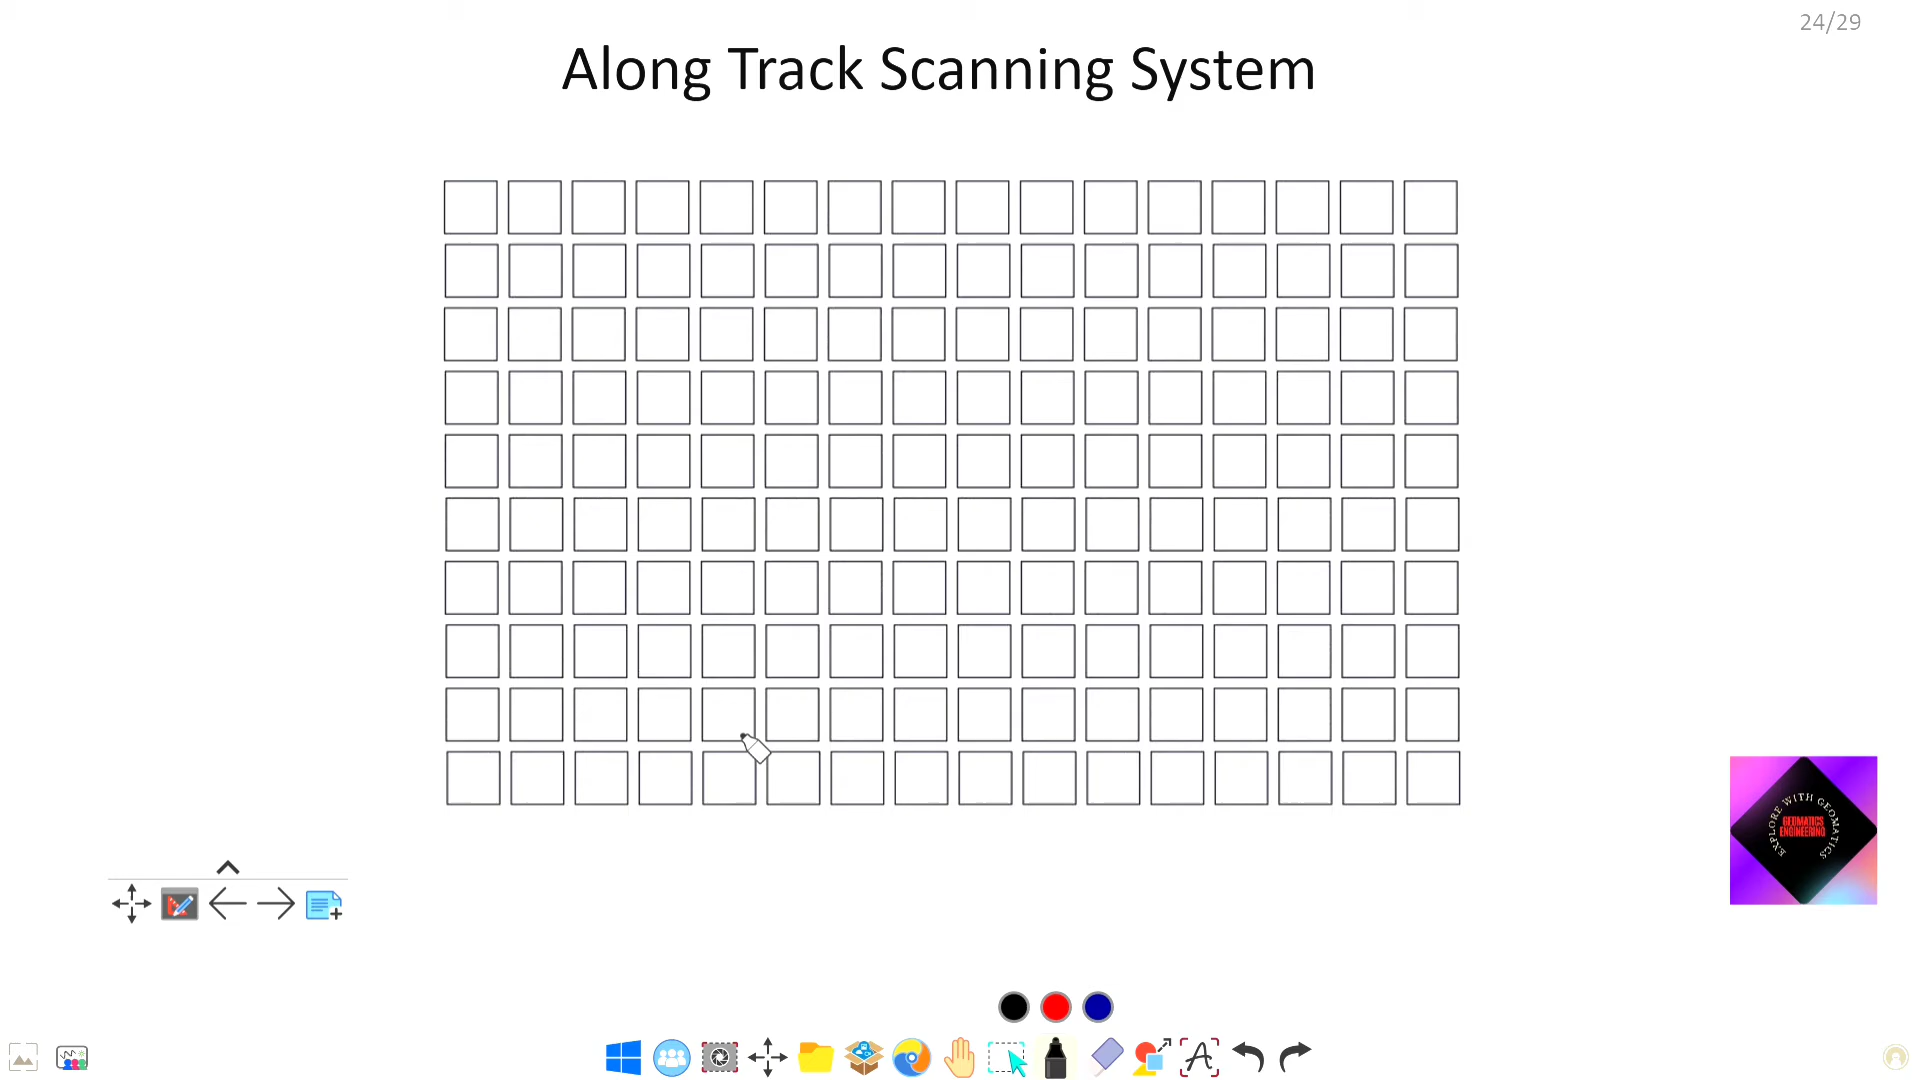 24/29
Along Track Scanning System
EXPLORE WITH GEOMATICS
GEOMATICS
ENGINEERING